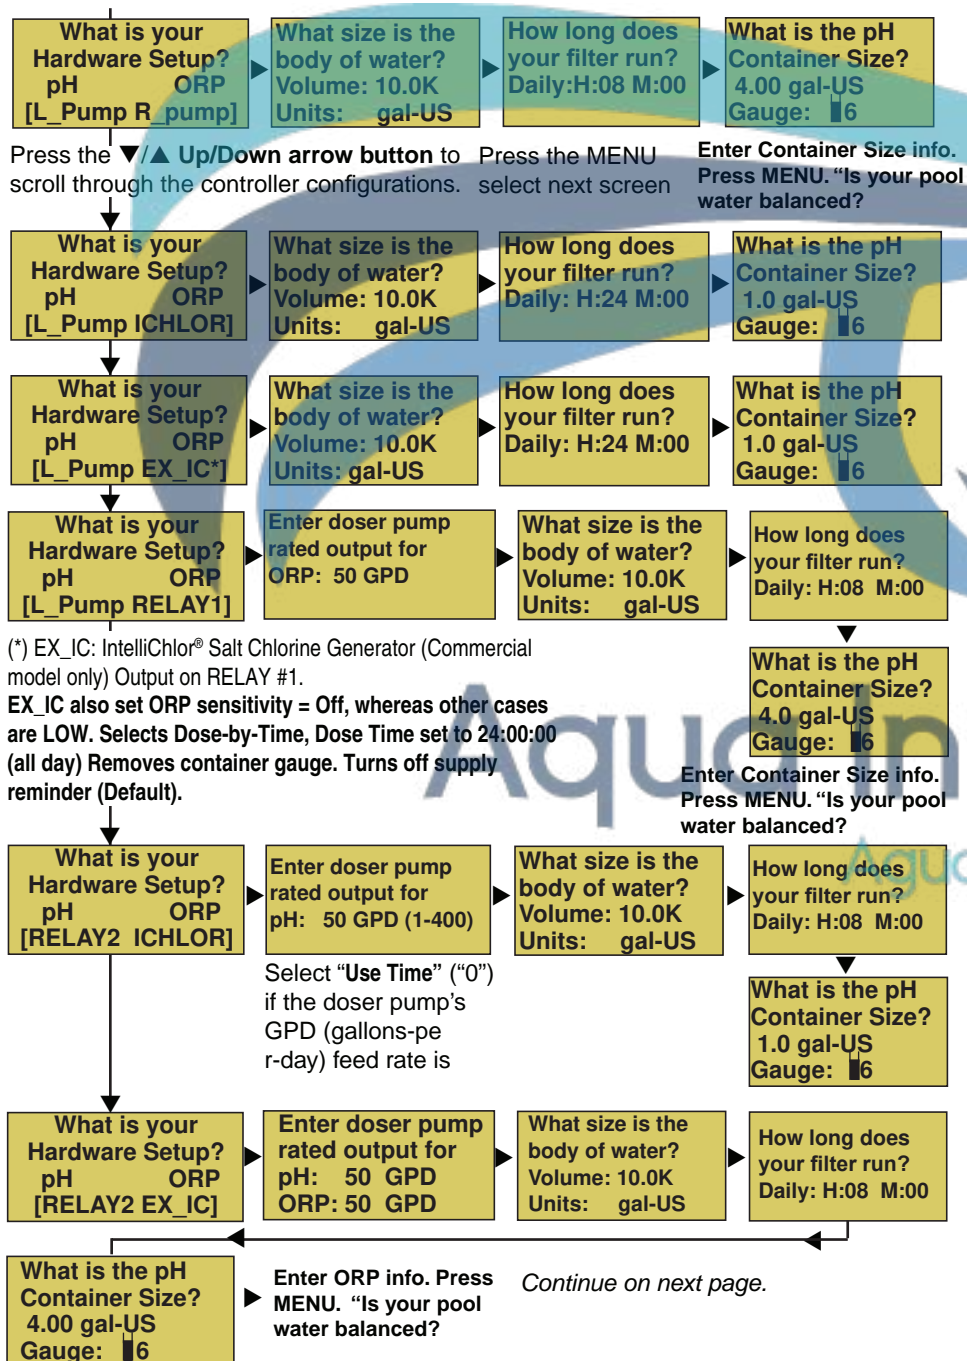 What is your
Hardware Setup?
pH ORP
[L_Pump R_pump]
What size is the
body of water?
Volume: 10.0K
Units: gal-US
How long does
your filter run?
Daily:H:08 M:00
What is the pH
Container Size?
4.00 gal-US
Gauge: 6
Press the ▼/▲ Up/Down arrow button to
scroll through the controller configurations.
Press the MENU
select next screen
Enter Container Size info.
Press MENU. “Is your pool
water balanced?
What is your
Hardware Setup?
pH ORP
[L_Pump ICHLOR]
What size is the
body of water?
Volume: 10.0K
Units: gal-US
How long does
your filter run?
Daily: H:24 M:00
What is the pH
Container Size?
1.0 gal-US
Gauge: 6
What is your
Hardware Setup?
pH ORP
[L_Pump EX_IC*]
What size is the
body of water?
Volume: 10.0K
Units: gal-US
How long does
your filter run?
Daily: H:24 M:00
What is the pH
Container Size?
1.0 gal-US
Gauge: 6
What is your
Hardware Setup?
pH ORP
[L_Pump RELAY1]
Enter doser pump
rated output for
ORP: 50 GPD
What size is the
body of water?
Volume: 10.0K
Units: gal-US
How long does
your filter run?
Daily: H:08 M:00
What is the pH
Container Size?
4.0 gal-US
Gauge: 6
Enter Container Size info.
Press MENU. “Is your pool
water balanced?
(*) EX_IC: IntelliChlor® Salt Chlorine Generator (Commercial
model only) Output on RELAY #1.
EX_IC also set ORP sensitivity = Off, whereas other cases
are LOW. Selects Dose-by-Time, Dose Time set to 24:00:00
(all day) Removes container gauge. Turns off supply
reminder (Default).
Aqua In
Aqua
What is your
Hardware Setup?
pH ORP
[RELAY2 ICHLOR]
Enter doser pump
rated output for
pH: 50 GPD (1-400)
What size is the
body of water?
Volume: 10.0K
Units: gal-US
How long does
your filter run?
Daily: H:08 M:00
Select “Use Time” (“0”)
if the doser pump’s
GPD (gallons-pe
r-day) feed rate is
What is the pH
Container Size?
1.0 gal-US
Gauge: 6
What is your
Hardware Setup?
pH ORP
[RELAY2 EX_IC]
Enter doser pump
rated output for
pH: 50 GPD
ORP: 50 GPD
What size is the
body of water?
Volume: 10.0K
Units: gal-US
How long does
your filter run?
Daily: H:08 M:00
What is the pH
Container Size?
4.00 gal-US
Gauge: 6
Enter ORP info. Press
MENU. “Is your pool
water balanced?
Continue on next page.